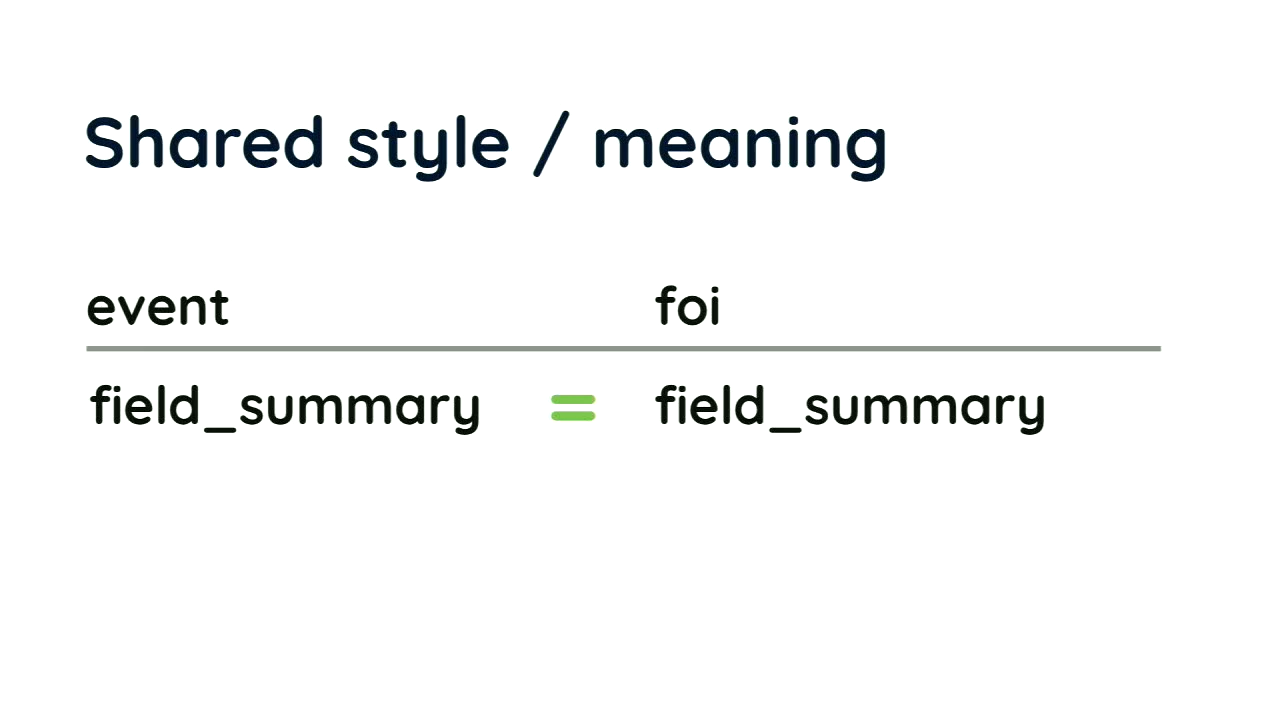 Shared style / meaning
event foi
field_summary = field_summary